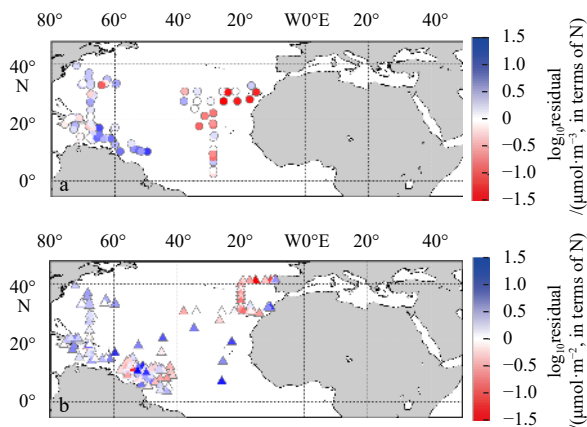 80° 60° 40° 20° W0°E 20° 40°
40°
N
20°
0°
a
1.5
1.0
0.5
0
−0.5
−1.0
−1.5
log₁₀residual
/(μmol·m⁻³, in terms of N)
80° 60° 40° 20° W0°E 20° 40°
40°
N
20°
0°
b
1.5
1.0
0.5
0
−0.5
−1.0
−1.5
log₁₀residual
/(μmol·m⁻², in terms of N)